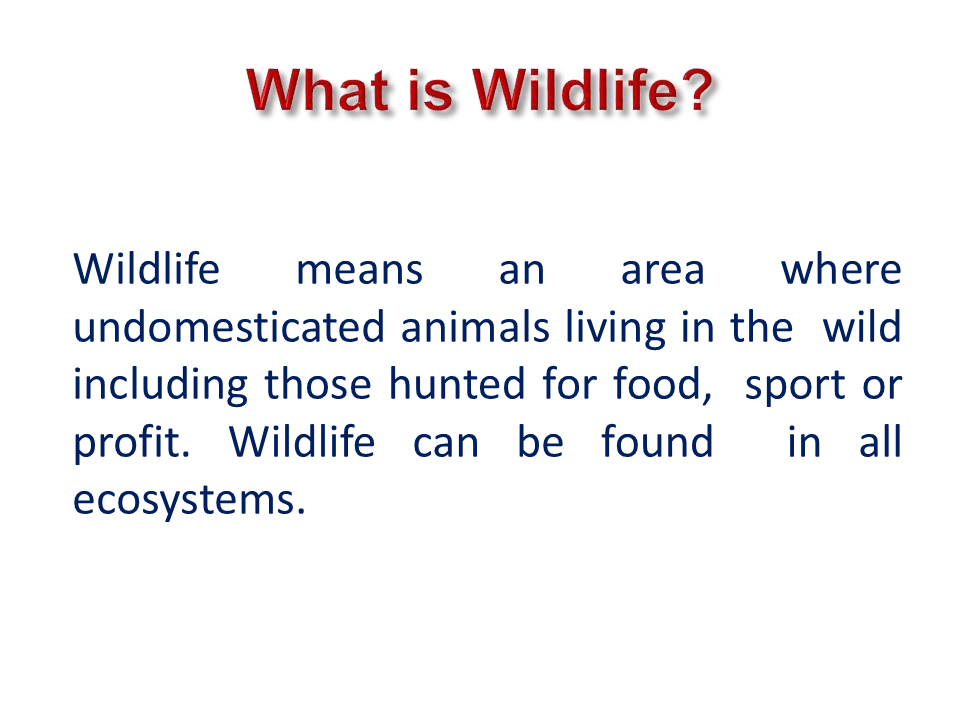 What is Wildlife?
Wildlife means an area where
undomesticated animals living in the wild
including those hunted for food, sport or
profit. Wildlife can be found in all
ecosystems.